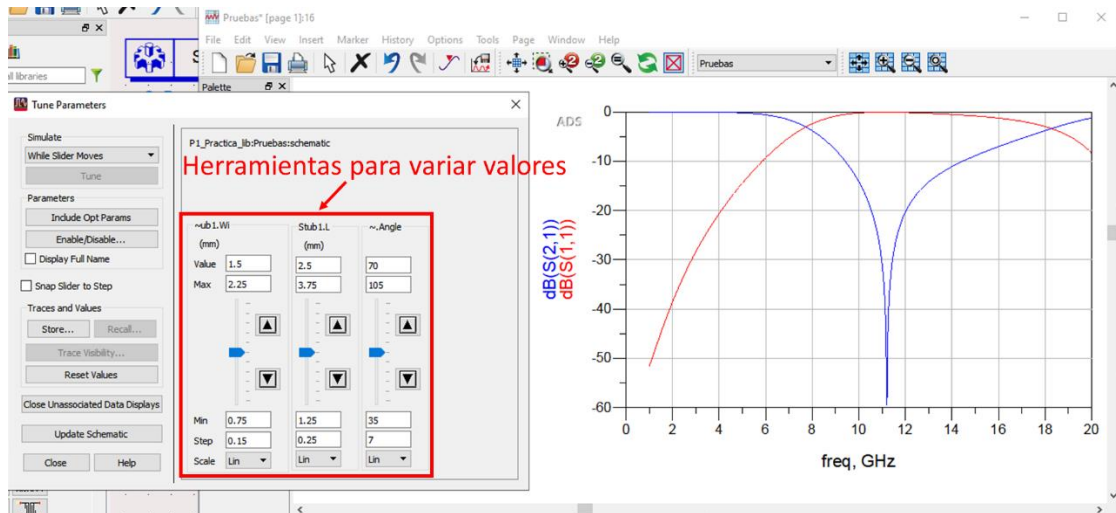 Pruebas* [page 1]:16
File Edit View Insert Marker History Options Tools Page Window Help
ll libraries
S
Pruebas
Palette
Tune Parameters
Simulate
While Slider Moves
Tune
Parameters
Include Opt Params
Enable/Disable...
Display Full Name
Snap Slider to Step
Traces and Values
Store... Recall...
Trace Visibility...
Reset Values
Close Unassociated Data Displays
Update Schematic
Close Help
P1_Practica_lib:Pruebas:schematic
Herramientas para variar valores
~ub1.Wi Stub1.L ~.Angle
(mm) (mm)
Value 1.5 2.5 70
Max 2.25 3.75 105
Min 0.75 1.25 35
Step 0.15 0.25 7
Scale Lin Lin Lin
ADS
dB(S(2,1))
dB(S(1,1))
0
-10
-20
-30
-40
-50
-60
0 2 4 6 8 10 12 14 16 18 20
freq, GHz